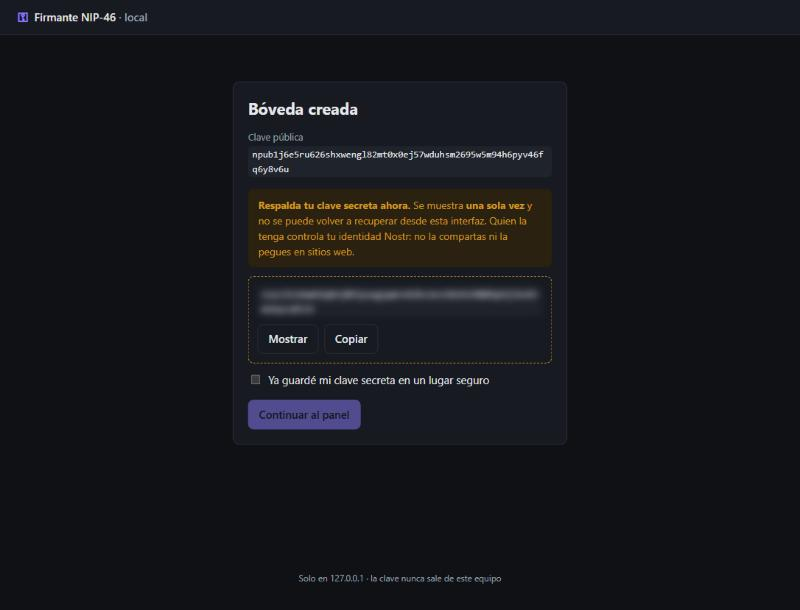 Firmante NIP-46 · local
Bóveda creada
Clave pública
npub1j6e5ru626shxwengl82mt0x0ej57wduhsm2695w5m94h6pyv46f
q6y8v6u
Respalda tu clave secreta ahora. Se muestra una sola vez y
no se puede volver a recuperar desde esta interfaz. Quien la
tenga controla tu identidad Nostr: no la compartas ni la
pegues en sitios web.
Mostrar Copiar
Ya guardé mi clave secreta en un lugar seguro
Continuar al panel
Solo en 127.0.0.1 · la clave nunca sale de este equipo